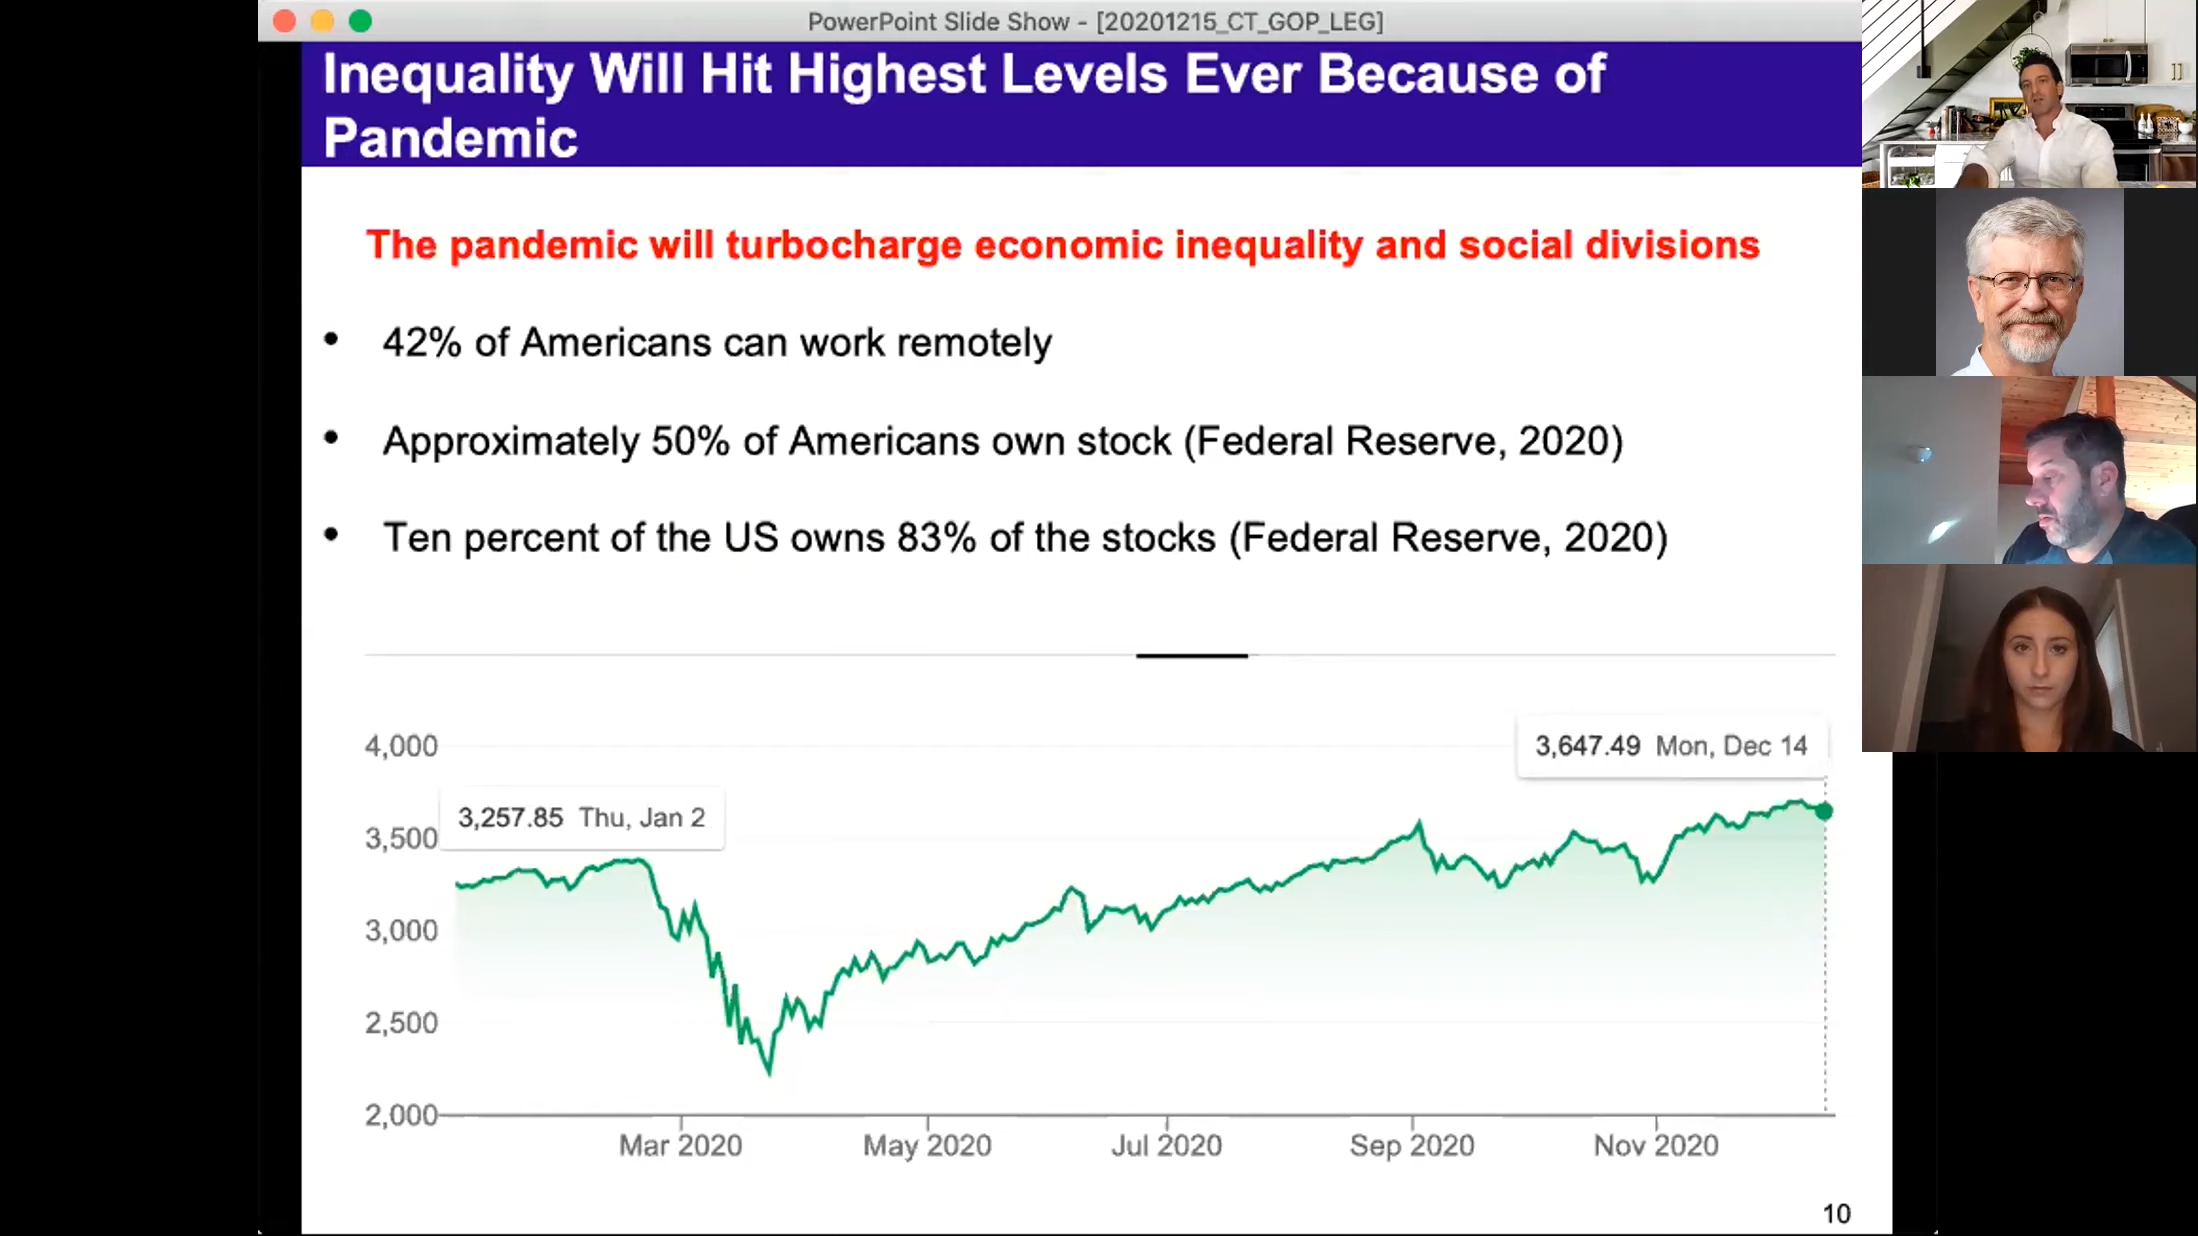 PowerPoint Slide Show - [20201215_CT_GOP_LEG]
Inequality Will Hit Highest Levels Ever Because of
Pandemic
The pandemic will turbocharge economic inequality and social divisions
• 42% of Americans can work remotely
• Approximately 50% of Americans own stock (Federal Reserve, 2020)
• Ten percent of the US owns 83% of the stocks (Federal Reserve, 2020)
4,000
3,647.49 Mon, Dec 14
3,257.85 Thu, Jan 2
3,500
3,000
2,500
2,000
Mar 2020 May 2020 Jul 2020 Sep 2020 Nov 2020
10